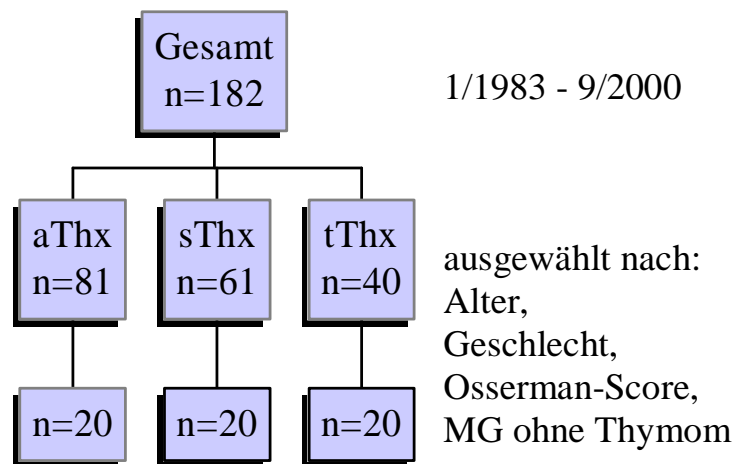 Gesamt
n=182
1/1983 - 9/2000
aThx
n=81
sThx
n=61
tThx
n=40
ausgewählt nach:
Alter,
Geschlecht,
Osserman-Score,
MG ohne Thymom
n=20
n=20
n=20